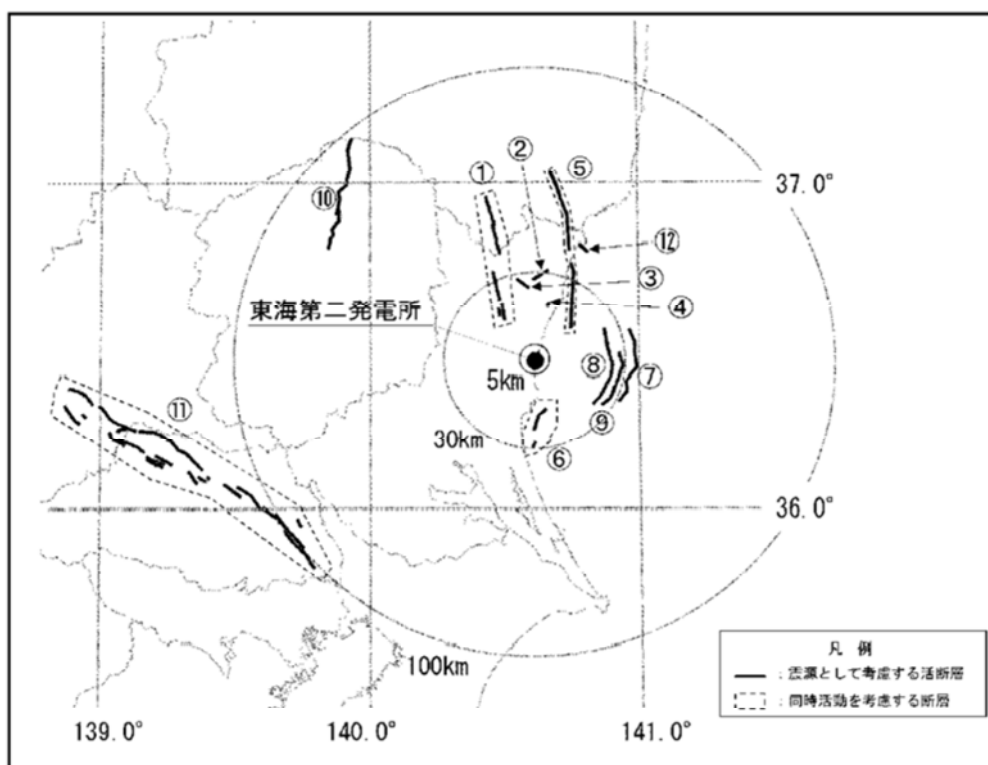 ②
①
⑤
37.0°
⑩
⑫
③
④
東海第二発電所
5km
⑧
⑦
⑪
30km
⑨
⑥
36.0°
100km
凡 例
：震源として考慮する活断層
：同時活動を考慮する断層
139.0°
140.0°
141.0°